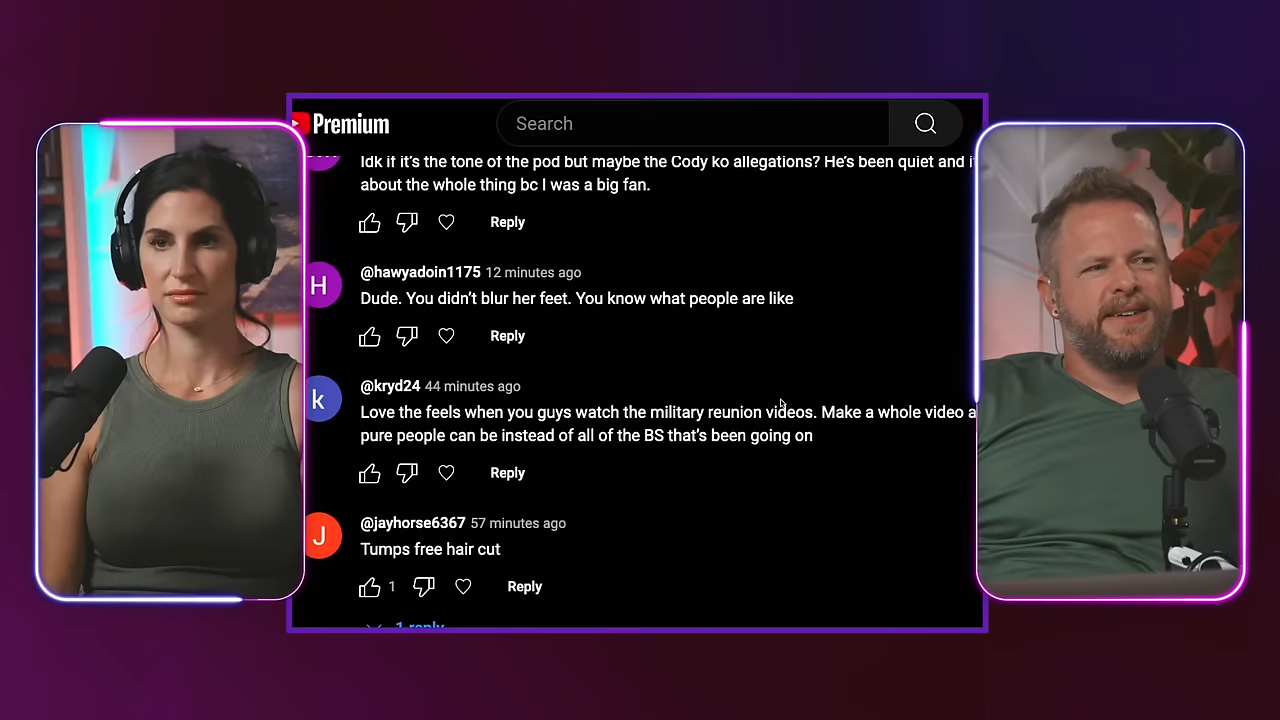 Premium
Search
Idk if it's the tone of the pod but maybe the Cody ko allegations? He's been quiet and i
about the whole thing bc I was a big fan.
Reply
H
@hawyadoin1175 12 minutes ago
Dude. You didn't blur her feet. You know what people are like
Reply
k
@kryd24 44 minutes ago
Love the feels when you guys watch the military reunion videos. Make a whole video a
pure people can be instead of all of the BS that's been going on
Reply
J
@jayhorse6367 57 minutes ago
Tumps free hair cut
1
Reply
1 reply